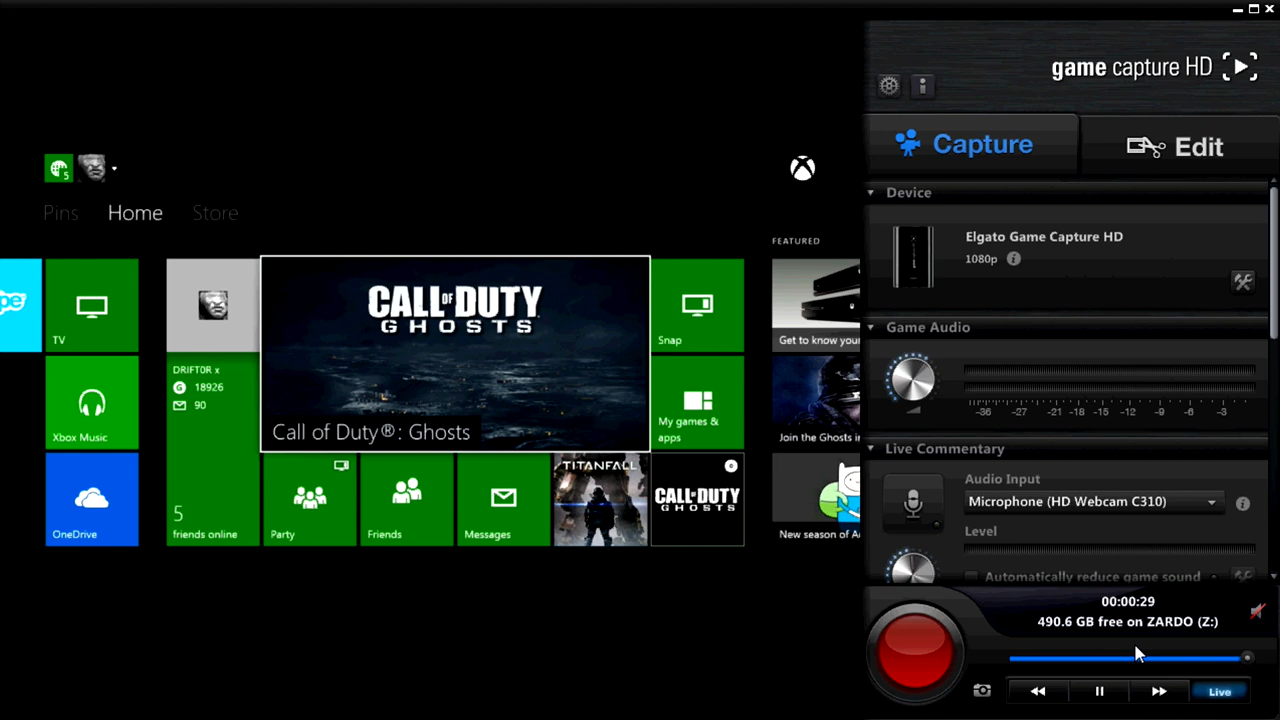 game capture HD
Capture
Edit
5
Pins
Home
Store
FEATURED
pe
TV
Xbox Music
OneDrive
DRiFT0R x
G 18926
90
5
friends online
CALL OF DUTY
GHOSTS
Call of Duty®: Ghosts
Snap
My games &
apps
Party
Friends
Messages
TITANFALL
CALL OF DUTY
GHOSTS
Get to know your
Join the Ghosts in
New season of A
Device
Elgato Game Capture HD
1080p
Game Audio
-36 -27 -21 -18 -15 -12 -9 -6 -3
Live Commentary
Audio Input
Microphone (HD Webcam C310)
Level
Automatically reduce game sound
00:00:29
490.6 GB free on ZARDO (Z:)
Live